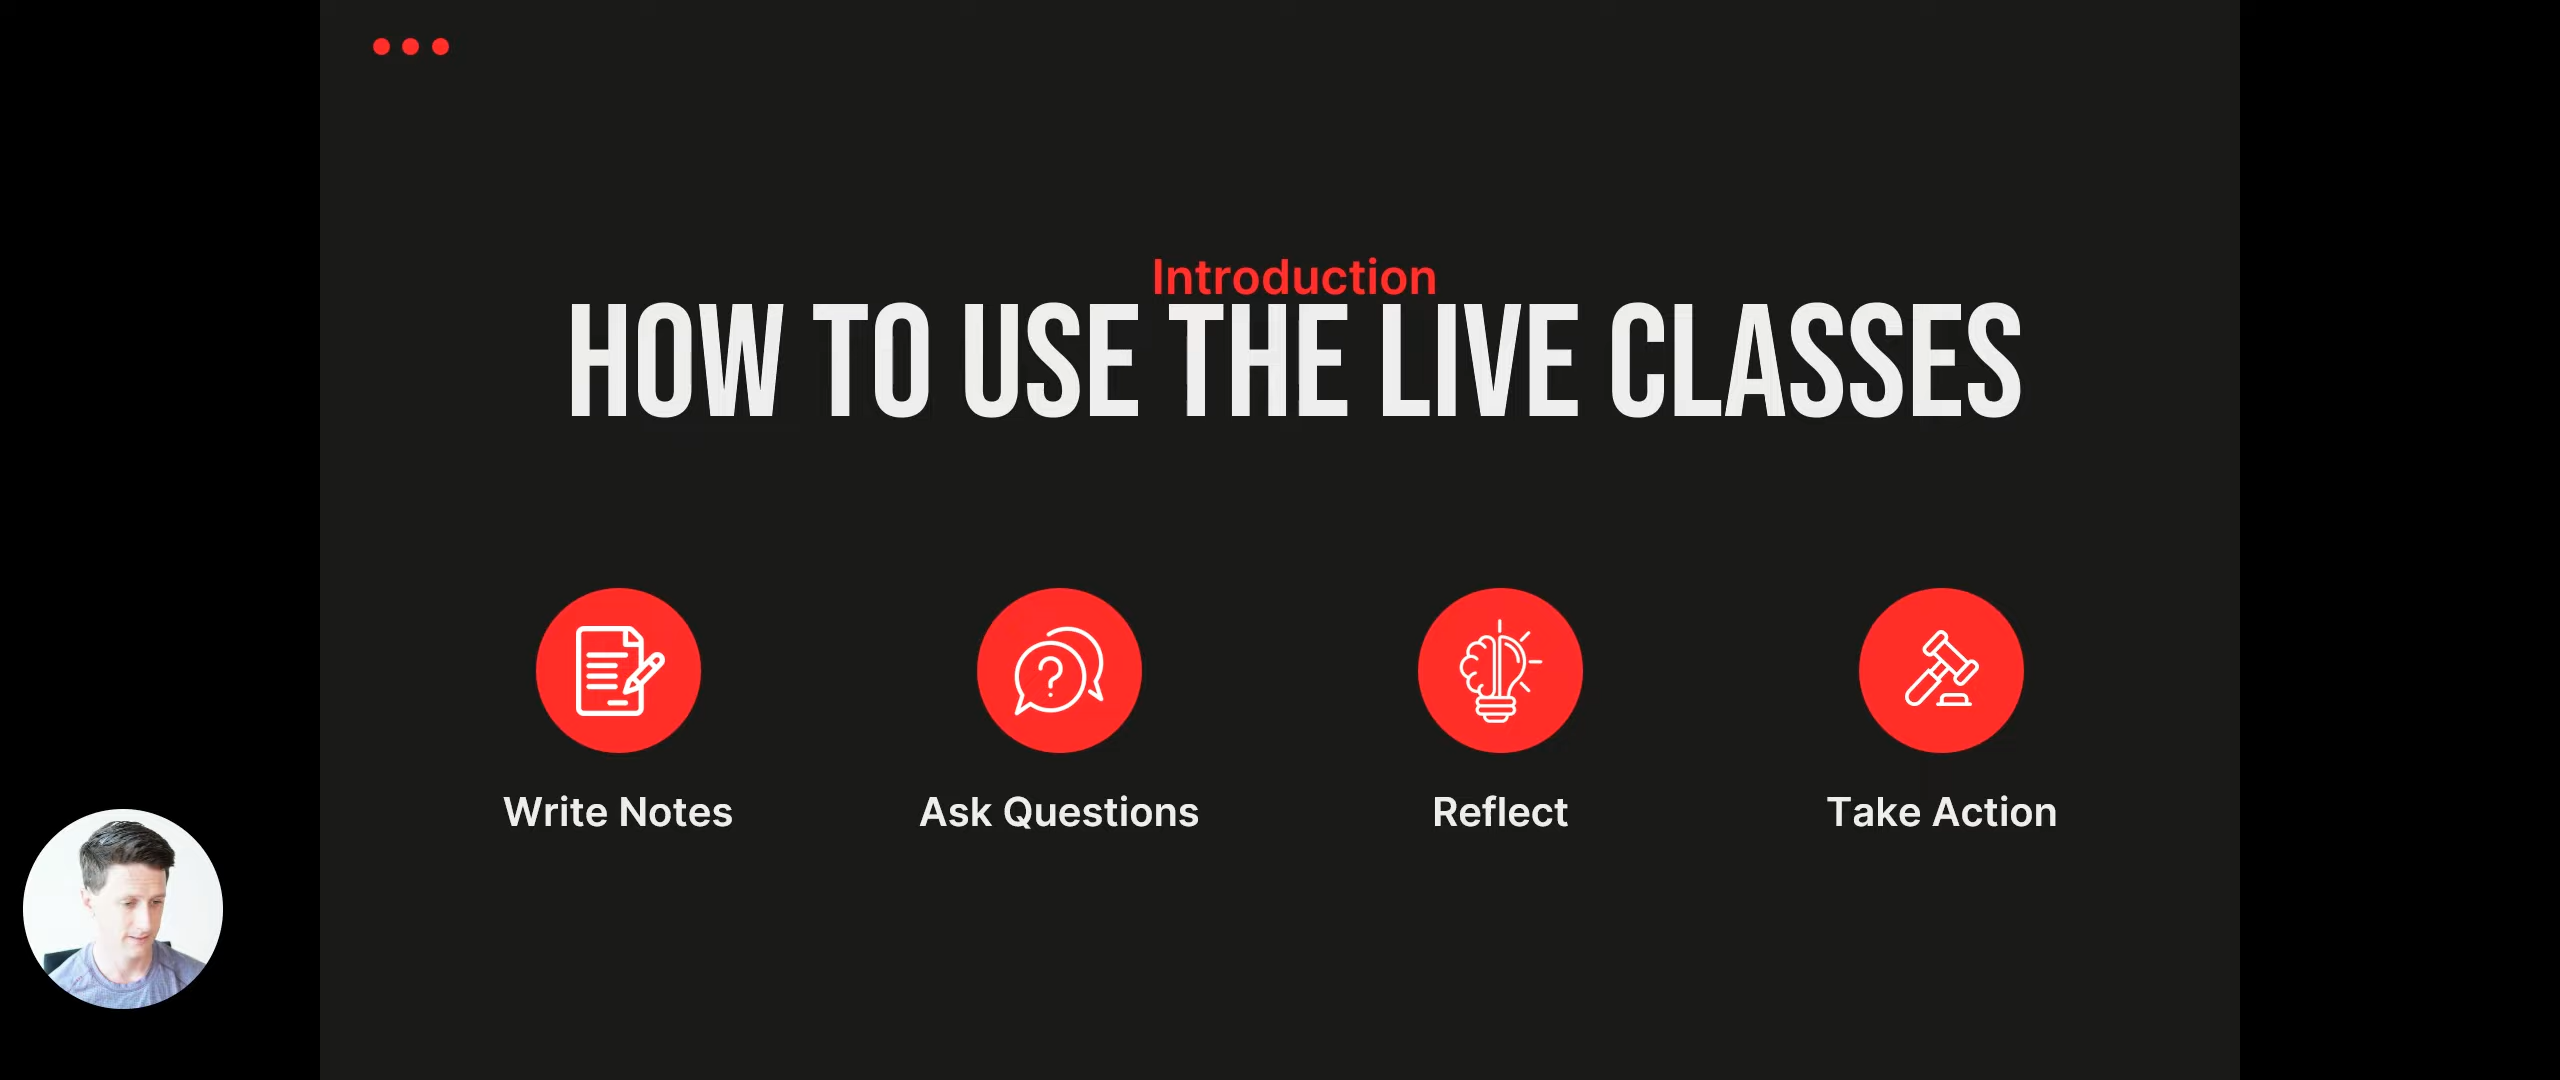 Introduction
HOW TO USE THE LIVE CLASSES
Write Notes
Ask Questions
Reflect
Take Action